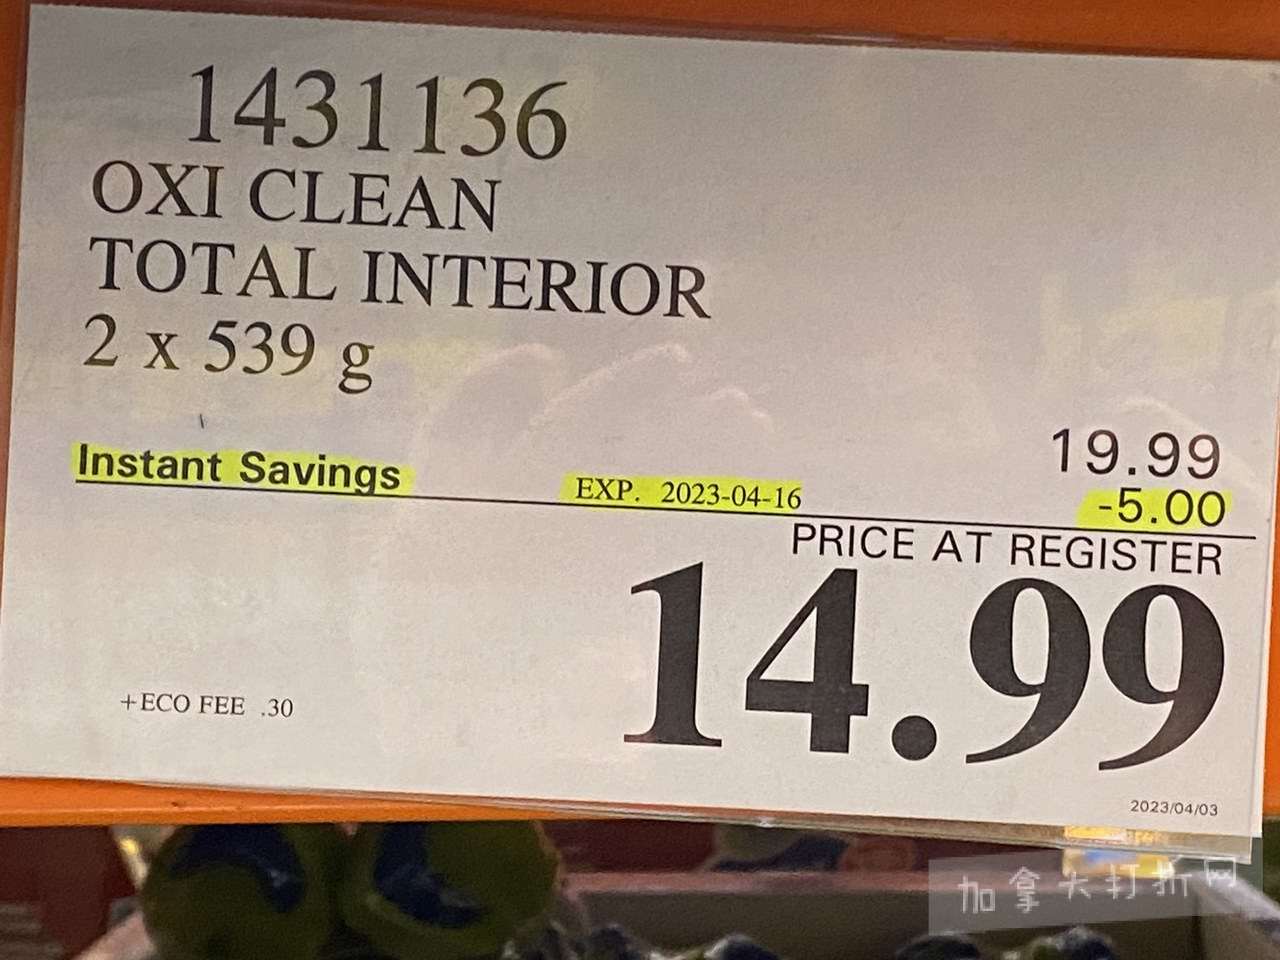 1431136
OXI CLEAN
TOTAL INTERIOR
2 x 539 g
19.99
Instant Savings EXP. 2023-04-16 -5.00
PRICE AT REGISTER
14.99
+ECO FEE .30
2023/04/03
加拿大打折网